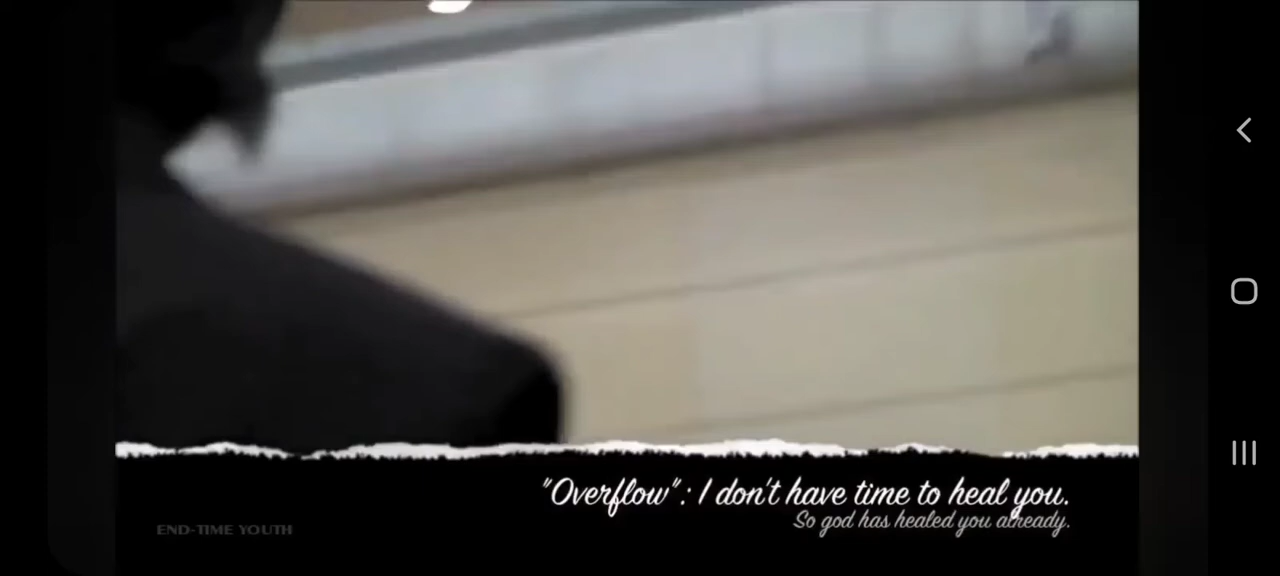 "Overflow": I don't have time to heal you.
So god has healed you already.
END-TIME YOUTH